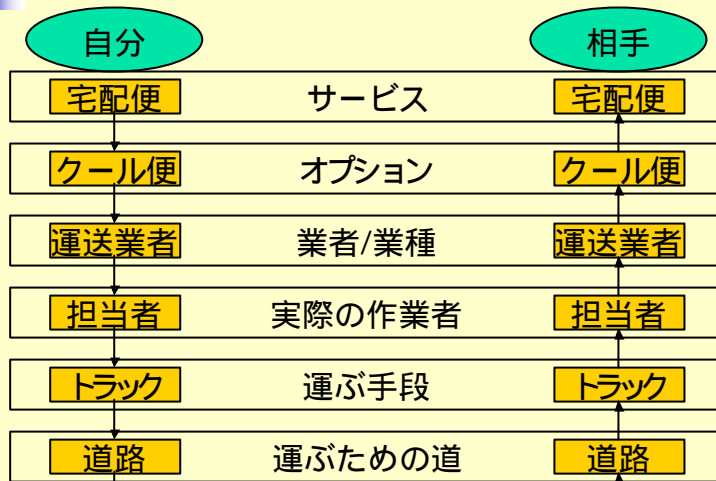 自分 相手
宅配便 サービス 宅配便
クール便 オプション クール便
運送業者 業者/業種 運送業者
担当者 実際の作業者 担当者
トラック 運ぶ手段 トラック
道路 運ぶための道 道路